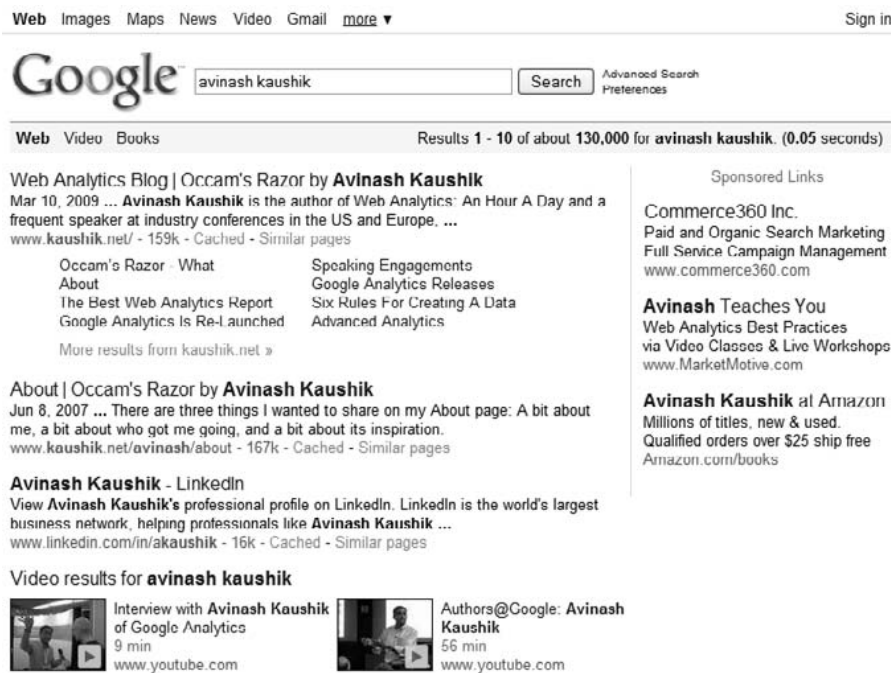 Web Images Maps News Video Gmail more ▼ Sign in
Google™
avinash kaushik
Search
Advanced Search
Preferences
Web Video Books Results 1 - 10 of about 130,000 for avinash kaushik. (0.05 seconds)
Web Analytics Blog | Occam's Razor by Avinash Kaushik
Mar 10, 2009 ... Avinash Kaushik is the author of Web Analytics: An Hour A Day and a
frequent speaker at industry conferences in the US and Europe, ...
www.kaushik.net/ - 159k - Cached - Similar pages
Occam's Razor - What
About
The Best Web Analytics Report
Google Analytics Is Re-Launched
Speaking Engagements
Google Analytics Releases
Six Rules For Creating A Data
Advanced Analytics
More results from kaushik.net »
About | Occam's Razor by Avinash Kaushik
Jun 8, 2007 ... There are three things I wanted to share on my About page: A bit about
me, a bit about who got me going, and a bit about its inspiration.
www.kaushik.net/avinash/about - 167k - Cached - Similar pages
Avinash Kaushik - LinkedIn
View Avinash Kaushik's professional profile on LinkedIn. LinkedIn is the world's largest
business network, helping professionals like Avinash Kaushik ...
www.linkedin.com/in/akaushik - 16k - Cached - Similar pages
Video results for avinash kaushik
Interview with Avinash Kaushik
of Google Analytics
9 min
www.youtube.com
Authors@Google: Avinash
Kaushik
56 min
www.youtube.com
Sponsored Links
Commerce360 Inc.
Paid and Organic Search Marketing
Full Service Campaign Management
www.commerce360.com
Avinash Teaches You
Web Analytics Best Practices
via Video Classes & Live Workshops
www.MarketMotive.com
Avinash Kaushik at Amazon
Millions of titles, new & used.
Qualified orders over $25 ship free
Amazon.com/books